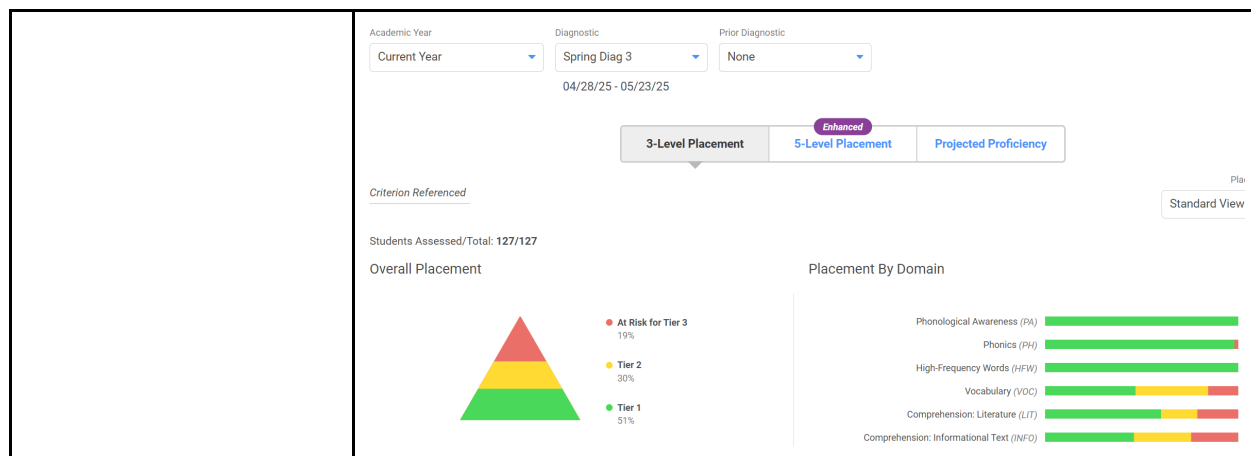 Academic Year Diagnostic Prior Diagnostic
Current Year Spring Diag 3 None
04/28/25 - 05/23/25
Enhanced
3-Level Placement 5-Level Placement Projected Proficiency
Criterion Referenced
Standard View
Students Assessed/Total: 127/127
Overall Placement
At Risk for Tier 3
19%
Tier 2
30%
Tier 1
51%
Placement By Domain
Phonological Awareness (PA)
Phonics (PH)
High-Frequency Words (HFW)
Vocabulary (VOC)
Comprehension: Literature (LIT)
Comprehension: Informational Text (INFO)